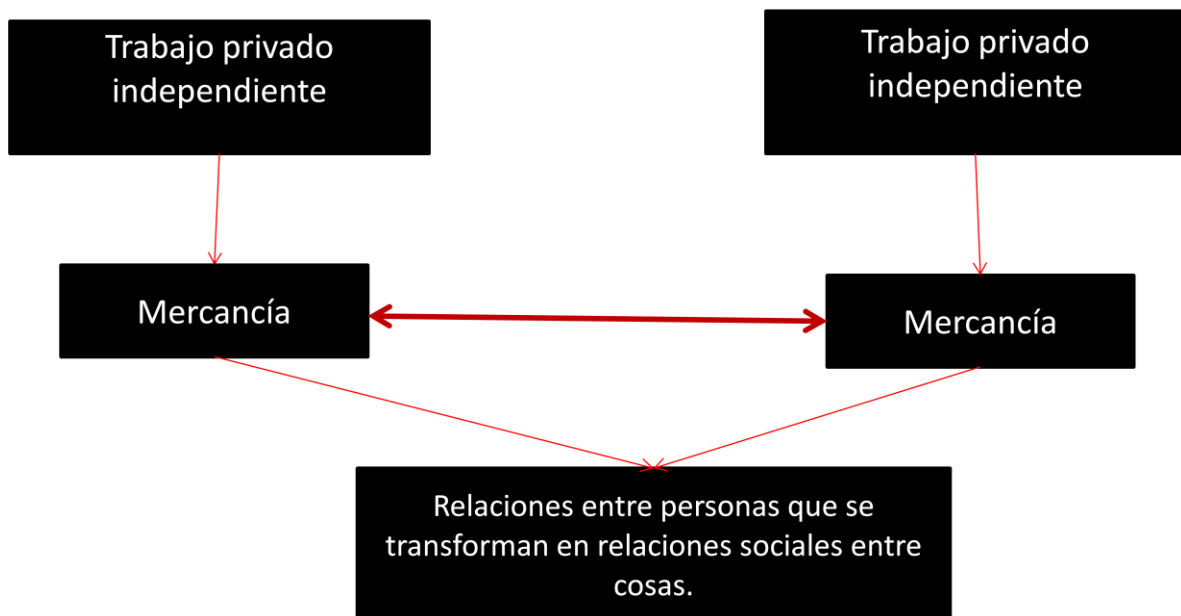 Trabajo privado
independiente
Trabajo privado
independiente
Mercancía
Mercancía
Relaciones entre personas que se
transforman en relaciones sociales entre
cosas.